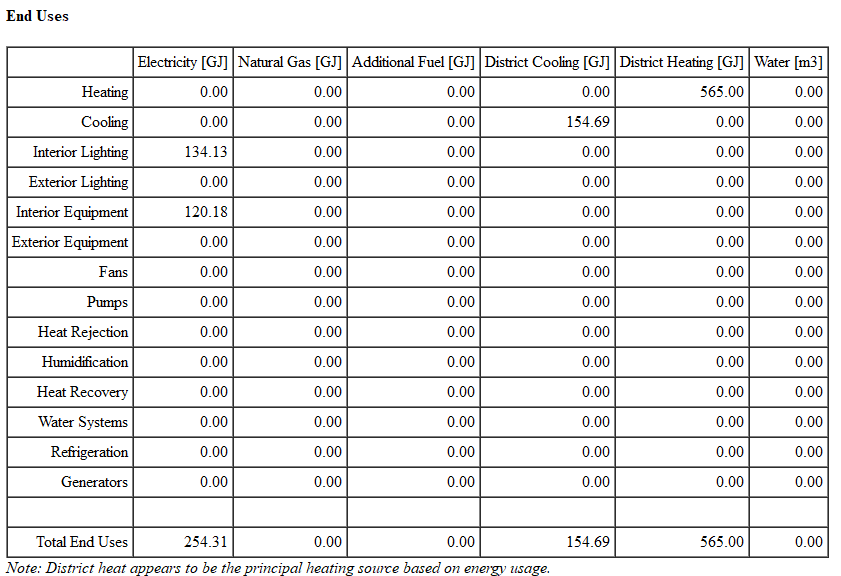 End Uses
Electricity [GJ] Natural Gas [GJ] Additional Fuel [GJ] District Cooling [GJ] District Heating [GJ] Water [m3]
Heating 0.00 0.00 0.00 0.00 565.00 0.00
Cooling 0.00 0.00 0.00 154.69 0.00 0.00
Interior Lighting 134.13 0.00 0.00 0.00 0.00 0.00
Exterior Lighting 0.00 0.00 0.00 0.00 0.00 0.00
Interior Equipment 120.18 0.00 0.00 0.00 0.00 0.00
Exterior Equipment 0.00 0.00 0.00 0.00 0.00 0.00
Fans 0.00 0.00 0.00 0.00 0.00 0.00
Pumps 0.00 0.00 0.00 0.00 0.00 0.00
Heat Rejection 0.00 0.00 0.00 0.00 0.00 0.00
Humidification 0.00 0.00 0.00 0.00 0.00 0.00
Heat Recovery 0.00 0.00 0.00 0.00 0.00 0.00
Water Systems 0.00 0.00 0.00 0.00 0.00 0.00
Refrigeration 0.00 0.00 0.00 0.00 0.00 0.00
Generators 0.00 0.00 0.00 0.00 0.00 0.00
Total End Uses 254.31 0.00 0.00 154.69 565.00 0.00
Note: District heat appears to be the principal heating source based on energy usage.